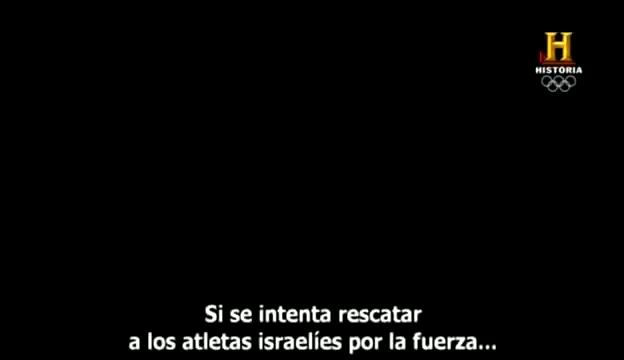 H
HISTORIA
Si se intenta rescatar
a los atletas israelíes por la fuerza...